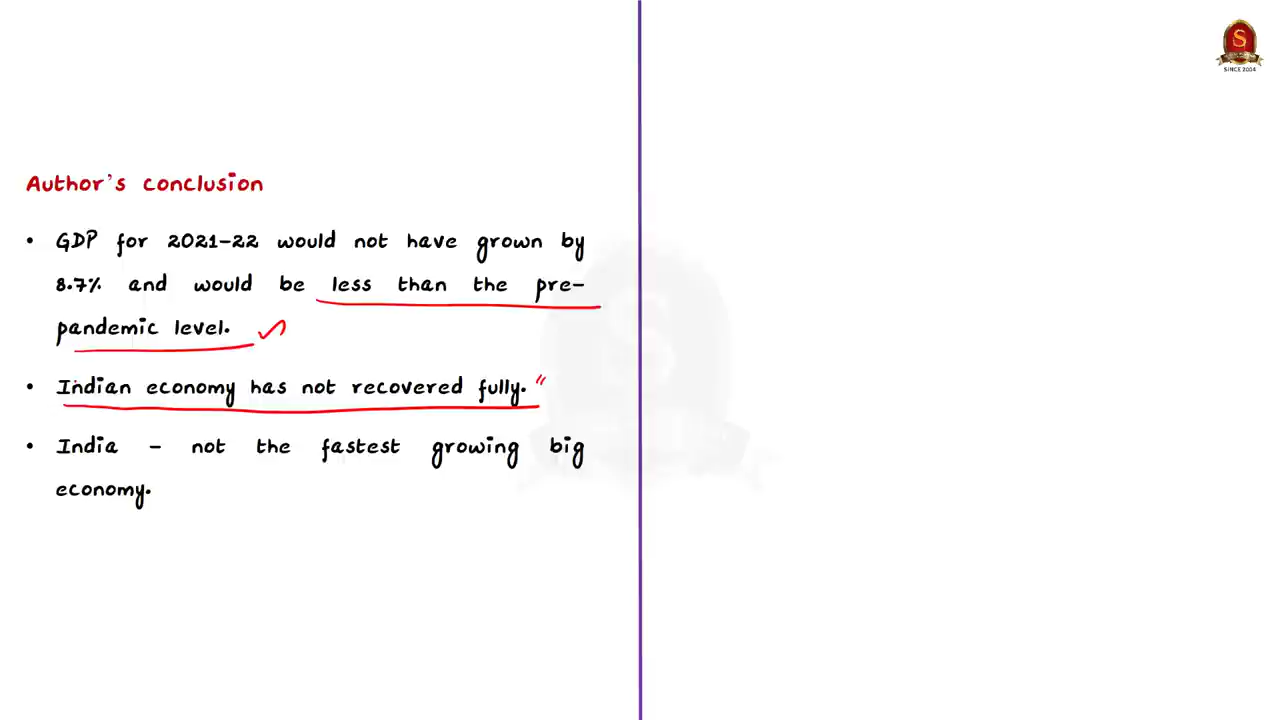 S
SINCE 2004
Author's conclusion
• GDP for 2021-22 would not have grown by
8.7% and would be less than the pre-
pandemic level.
• Indian economy has not recovered fully.
• India - not the fastest growing big
economy.